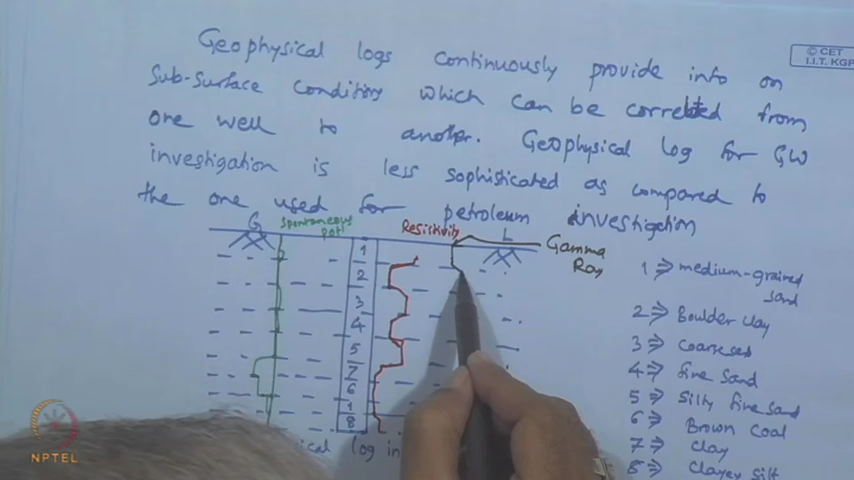 © CET
I.I.T. KGP
Geophysical logs continuously provide info on
Sub-surface condition which can be correlated from
one well to another. Geophysical log for GW
investigation is less sophisticated as compared to
the one used for petroleum investigation
G Spontaneous potl Resistivity L Gamma Ray
1
2
3
4
5
7
6
1
8
log in
1 ⇒ medium-grained
sand
2 ⇒ Boulder clay
3 ⇒ coarse sand
4 ⇒ fine sand
5 ⇒ Silty fine sand
6 ⇒ Brown coal
7 ⇒ clay
8 ⇒ clayey silt
NPTEL